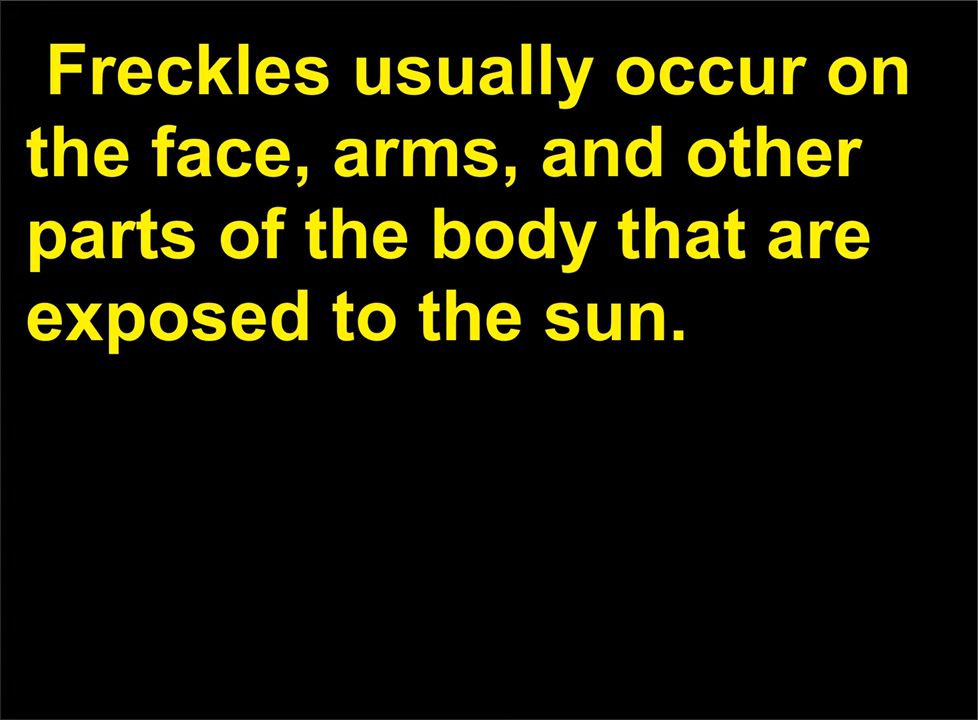 Freckles usually occur on
the face, arms, and other
parts of the body that are
exposed to the sun.